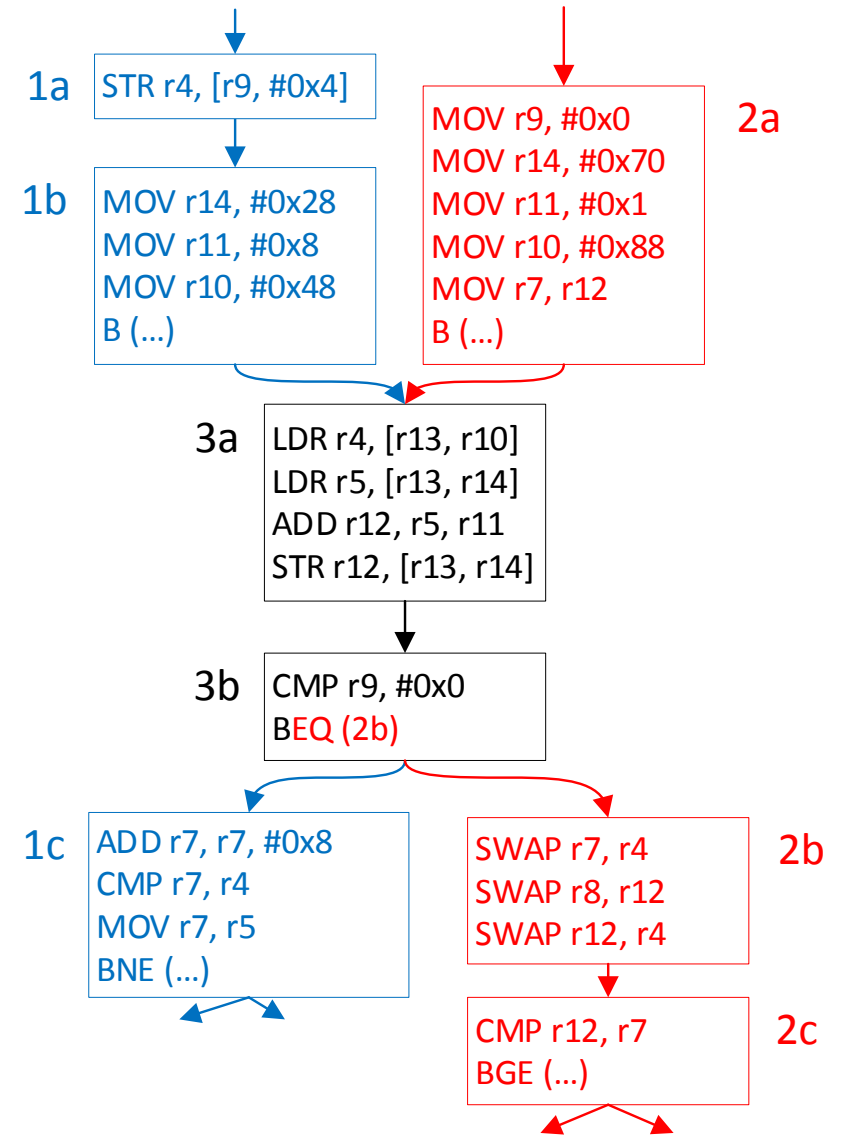 1a
STR r4, [r9, #0x4]
1b
MOV r14, #0x28
MOV r11, #0x8
MOV r10, #0x48
B (...)
2a
MOV r9, #0x0
MOV r14, #0x70
MOV r11, #0x1
MOV r10, #0x88
MOV r7, r12
B (...)
3a
LDR r4, [r13, r10]
LDR r5, [r13, r14]
ADD r12, r5, r11
STR r12, [r13, r14]
3b
CMP r9, #0x0
BEQ (2b)
1c
ADD r7, r7, #0x8
CMP r7, r4
MOV r7, r5
BNE (...)
2b
SWAP r7, r4
SWAP r8, r12
SWAP r12, r4
2c
CMP r12, r7
BGE (...)